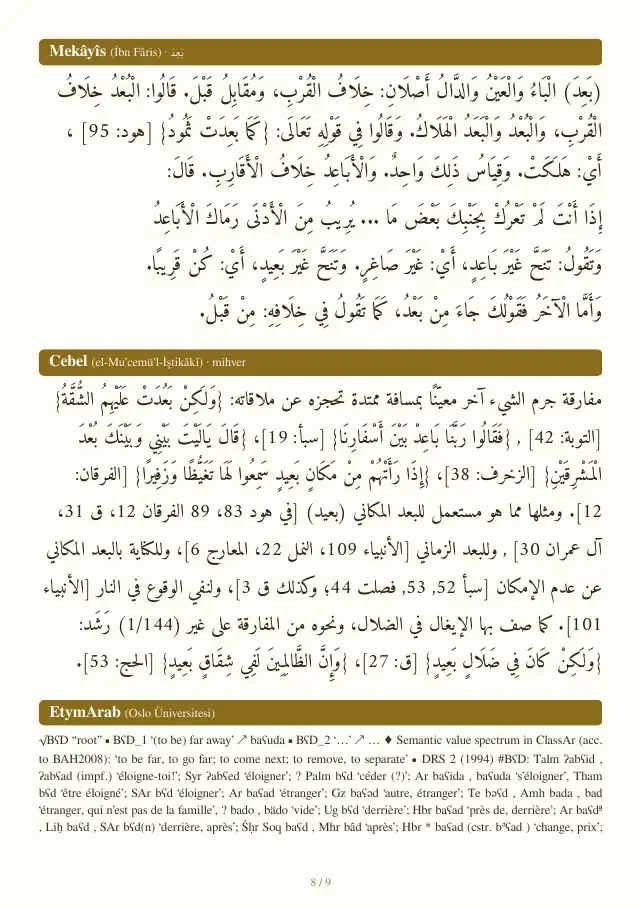 Mekâyîs (İbn Fâris) · بَعِدَ
(بَعِدَ) الْبَاءُ وَالْعَيْنُ وَالدَّالُ أَصْلَانِ: خِلَافُ الْقُرْبِ، وَمُقَابِلُ قَبْلَ. قَالُوا: الْبُعْدُ خِلَافُ
الْقُرْبِ، وَالْبُعْدُ وَالْبَعَدُ الْهَلَاكُ. وَقَالُوا فِي قَوْلِهِ تَعَالَى: {كَمَا بَعِدَتْ ثَمُودُ} [هود: 95] ،
أَيْ: هَلَكَتْ. وَقِيَاسُ ذَلِكَ وَاحِدٌ. وَالْأَبَاعِدُ خِلَافُ الْأَقَارِبِ. قَالَ:
إِذَا أَنْتَ لَمْ تَعْرُكْ بِجَنْبِكَ بَعْضَ مَا ... يُرِيبُ مِنَ الْأَدْنَى رَمَاكَ الْأَبَاعِدُ
وَتَقُولُ: تَنَحَّ غَيْرَ بَاعِدٍ، أَيْ: غَيْرَ صَاغِرٍ. وَتَنَحَّ غَيْرَ بَعِيدٍ، أَيْ: كُنْ قَرِيبًا.
وَأَمَّا الْآخَرُ فَقَوْلُكَ جَاءَ مِنْ بَعْدُ، كَمَا تَقُولُ فِي خِلَافِهِ: مِنْ قَبْلُ.
Cebel (el-Mu'cemü'l-İştikâkî) · mihver
مفارقة جرم الشيء آخر معيّنًا بمسافة ممتدة تحجزه عن ملاقاته: {وَلَكِنْ بَعُدَتْ عَلَيْهِمُ الشُّقَّةُ}
[التوبة: 42] , {فَقَالُوا رَبَّنَا بَاعِدْ بَيْنَ أَسْفَارِنَا} [سبأ: 19]، {قَالَ يَالَيْتَ بَيْنِي وَبَيْنَكَ بُعْدَ
الْمَشْرِقَيْنِ} [الزخرف: 38]، {إِذَا رَأَتْهُمْ مِنْ مَكَانٍ بَعِيدٍ سَمِعُوا لَهَا تَغَيُّظًا وَزَفِيرًا} [الفرقان:
12]. ومثلها مما هو مستعمل للبعد المكاني (بعيد) [في هود 83، 89 الفرقان 12، ق 31،
آل عمران 30] , وللبعد الزماني [الأنبياء 109، النمل 22، المعارج 6]، وللكناية بالبعد المكاني
عن عدم الإمكان [سبأ 52, 53, فصلت 44؛ وكذلك ق 3]، ولنفي الوقوع في النار [الأنبياء
101]. كما صف بها الإيغال في الضلال، ونحوه من المفارقة على غير (1/144) رَشَد:
{وَلَكِنْ كَانَ فِي ضَلَالٍ بَعِيدٍ} [ق: 27]، {وَإِنَّ الظَّالِمِينَ لَفِي شِقَاقٍ بَعِيدٍ} [الحج: 53].
EtymArab (Oslo Üniversitesi)
√BʕD “root” ▪ BʕD_1 ‘(to be) far away’ ↗ baʕuda ▪ BʕD_2 ‘…’ ↗ … ♦ Semantic value spectrum in ClassAr (acc.
to BAH2008): ‘to be far, to go far; to come next; to remove, to separate’ ▪ DRS 2 (1994) #BʕD: Talm ʔabʕid ,
ʔabʕad (impf.) ‘éloigne-toi!’; Syr ʔabʕed ‘éloigner’; ? Palm bʕd ‘céder (?)’; Ar baʕida , baʕuda ‘s’éloigner’, Tham
bʕd ‘être éloigné’; SAr bʕd ‘éloigner’; Ar baʕad ‘étranger’; Gz baʕad ‘autre, étranger’; Te bəʕd , Amh bada , bad
‘étranger, qui n’est pas de la famille’, ? bado , bädo ‘vide’; Ug bʕd ‘derrière’; Hbr baʕad ‘près de, derrière’; Ar baʕdᵃ
, Liḥ baʕd , SAr bʕd(n) ‘derrière, après’; Śḥr Soq baʕd , Mhr bâd ‘après’; Hbr * baʕad (cstr. bᵊʕad ) ‘change, prix’;
8 / 9